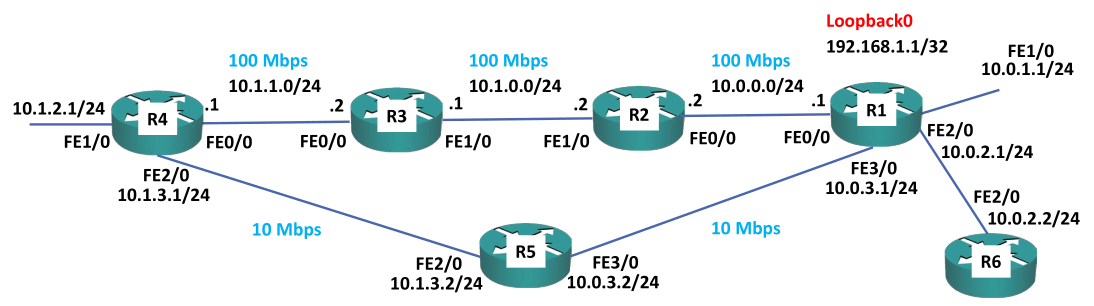 Loopback0
192.168.1.1/32
100 Mbps
10.1.1.0/24
100 Mbps
10.1.0.0/24
100 Mbps
10.0.0.0/24
FE1/0
10.0.1.1/24
10.1.2.1/24
FE1/0
R4
.1
FE0/0
.2
FE0/0
R3
.1
FE1/0
.2
FE1/0
R2
.2
FE0/0
.1
FE0/0
R1
FE2/0
10.0.2.1/24
FE2/0
10.1.3.1/24
FE3/0
10.0.3.1/24
FE2/0
10.0.2.2/24
10 Mbps
10 Mbps
R5
FE2/0
10.1.3.2/24
FE3/0
10.0.3.2/24
R6